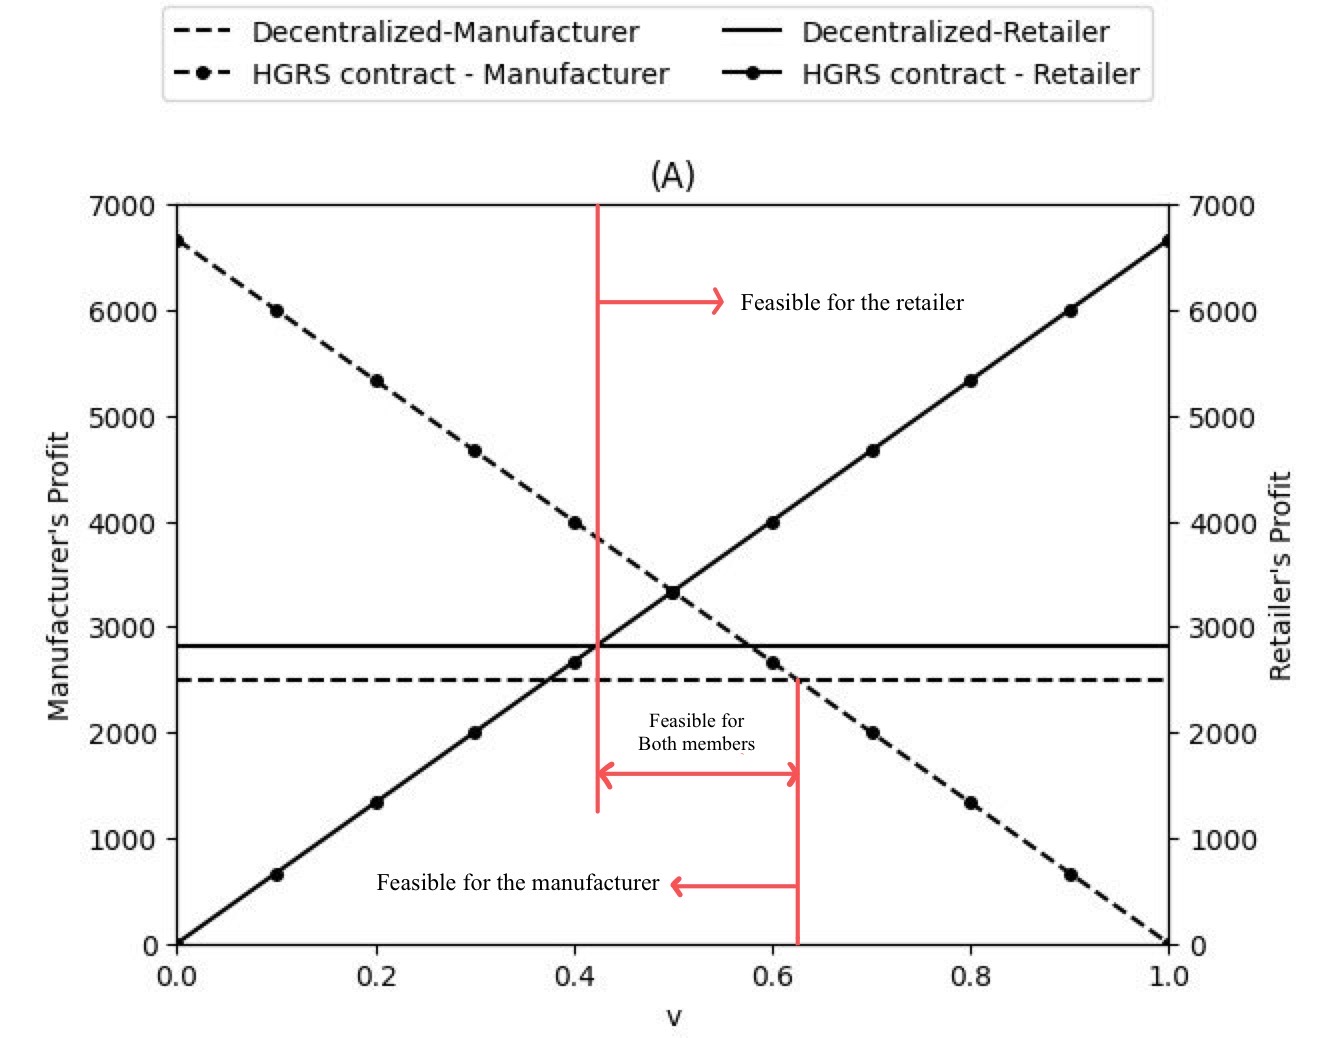 Decentralized-Manufacturer
HGRS contract - Manufacturer
Decentralized-Retailer
HGRS contract - Retailer
(A)
7000
6000
5000
4000
3000
2000
1000
0
Manufacturer's Profit
Feasible for the retailer
Feasible for
Both members
Feasible for the manufacturer
7000
6000
5000
4000
3000
2000
1000
0
Retailer's Profit
0.0 0.2 0.4 0.6 0.8 1.0
v